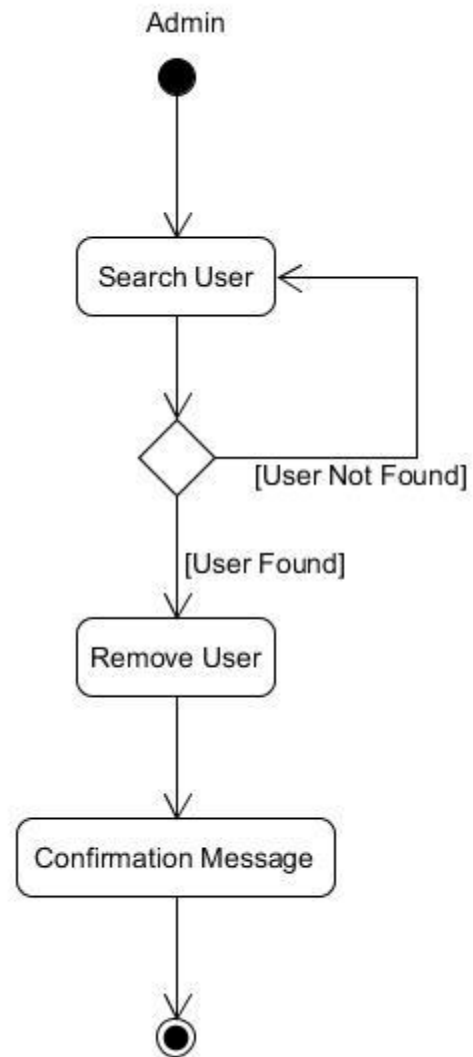 Admin
Search User
[User Not Found]
[User Found]
Remove User
Confirmation Message